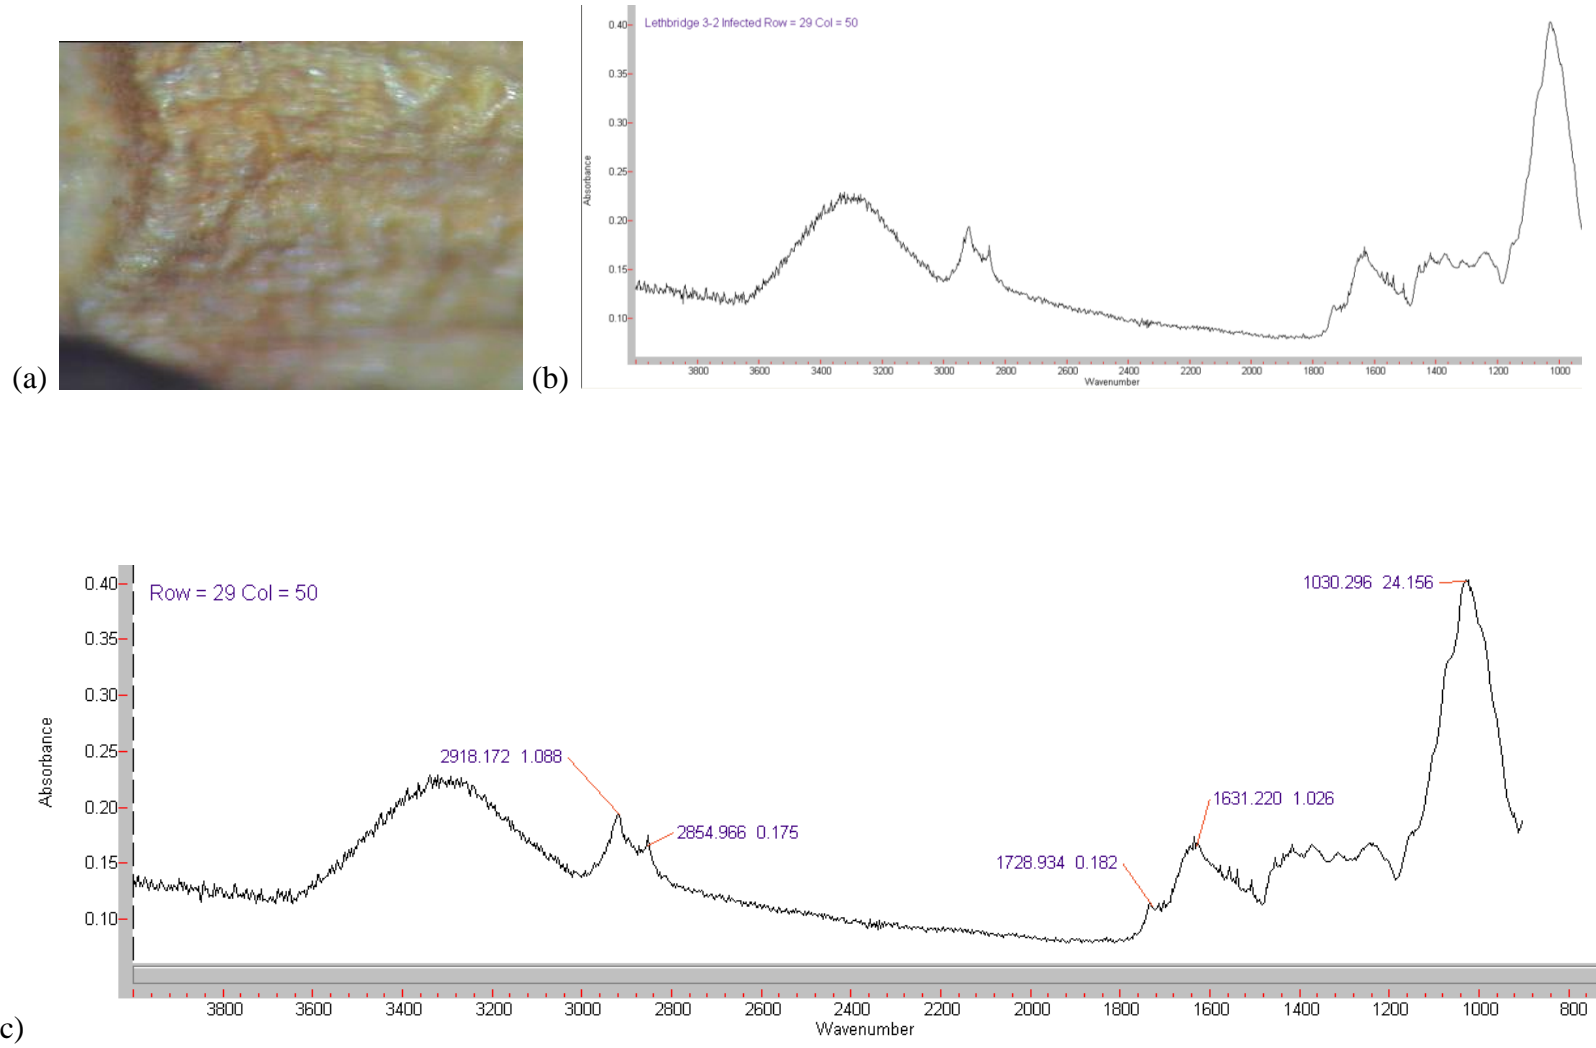 (a)
(b)
Lethbridge 3-2 Infected Row = 29 Col = 50
Absorbance
0.40
0.35
0.30
0.25
0.20
0.15
0.10
3800 3600 3400 3200 3000 2800 2600 2400 2200 2000 1800 1600 1400 1200 1000
Wavenumber
c)
Row = 29 Col = 50
1030.296 24.156
2918.172 1.088
2854.966 0.175
1631.220 1.026
1728.934 0.182
Absorbance
0.40
0.35
0.30
0.25
0.20
0.15
0.10
3800 3600 3400 3200 3000 2800 2600 2400 2200 2000 1800 1600 1400 1200 1000 800
Wavenumber